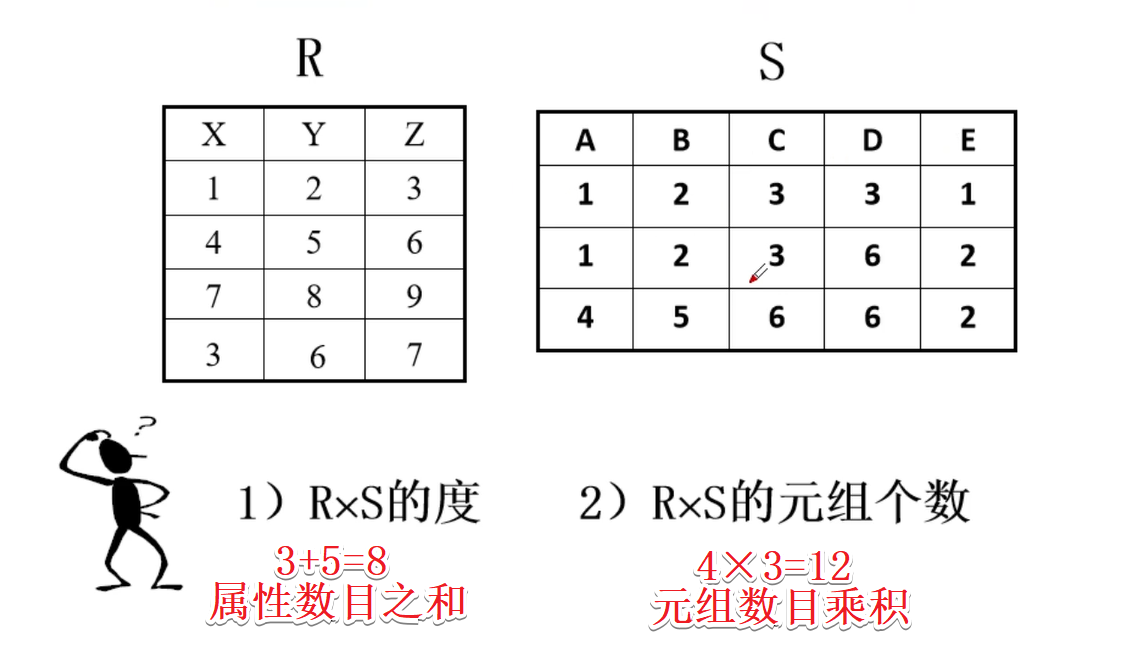 R
X Y Z
1 2 3
4 5 6
7 8 9
3 6 7
S
A B C D E
1 2 3 3 1
1 2 3 6 2
4 5 6 6 2
?
1）R×S的度
3+5=8
属性数目之和
2）R×S的元组个数
4×3=12
元组数目乘积